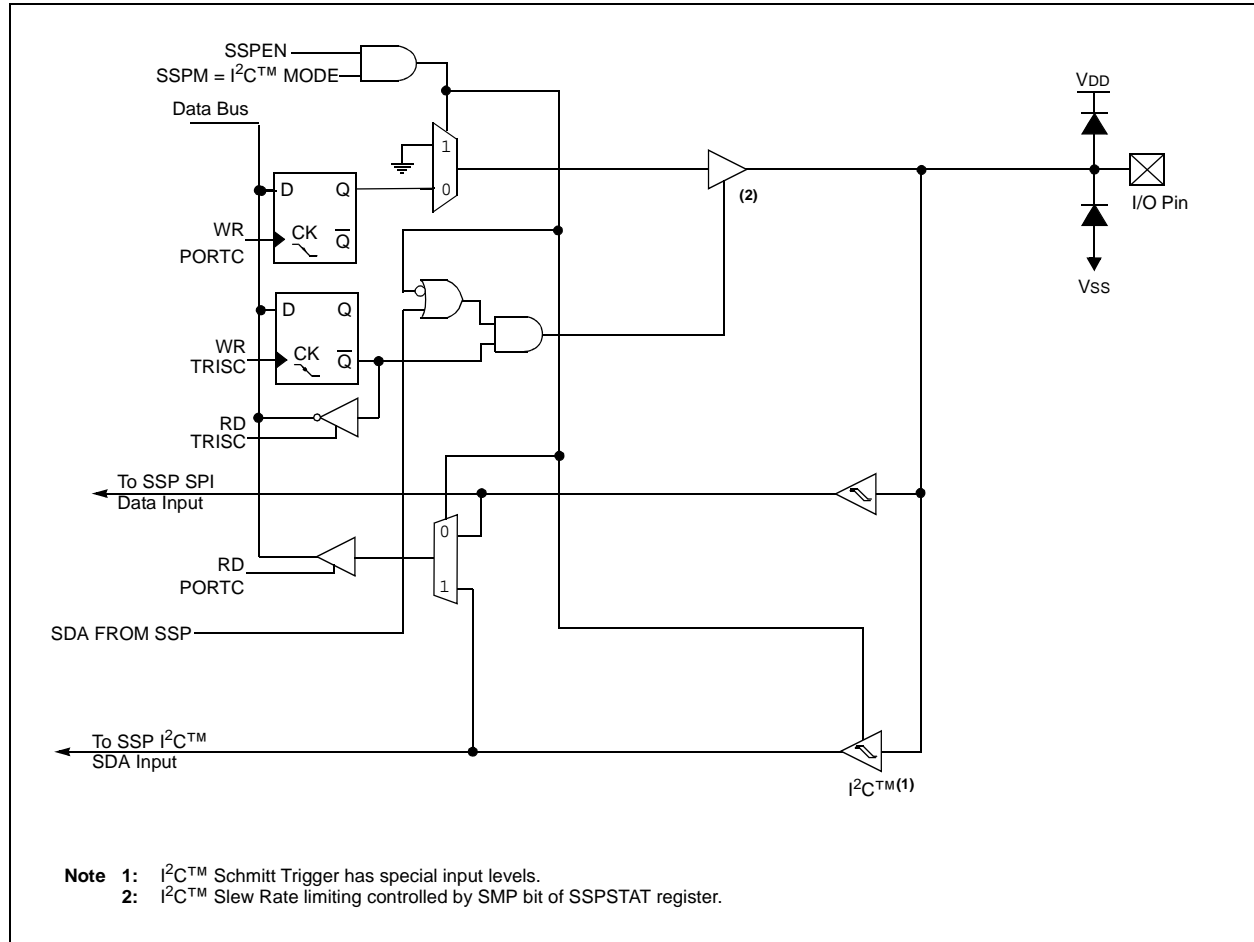 SSPEN
SSPM = I²C™ MODE
Data Bus
VDD
1
0
I/O Pin
(2)
D Q
CK Q̅
WR
PORTC
VSS
D Q
CK Q̅
WR
TRISC
RD
TRISC
To SSP SPI
Data Input
0
1
RD
PORTC
SDA FROM SSP
To SSP I²C™
SDA Input
I²C™(1)
Note 1: I²C™ Schmitt Trigger has special input levels.
2: I²C™ Slew Rate limiting controlled by SMP bit of SSPSTAT register.